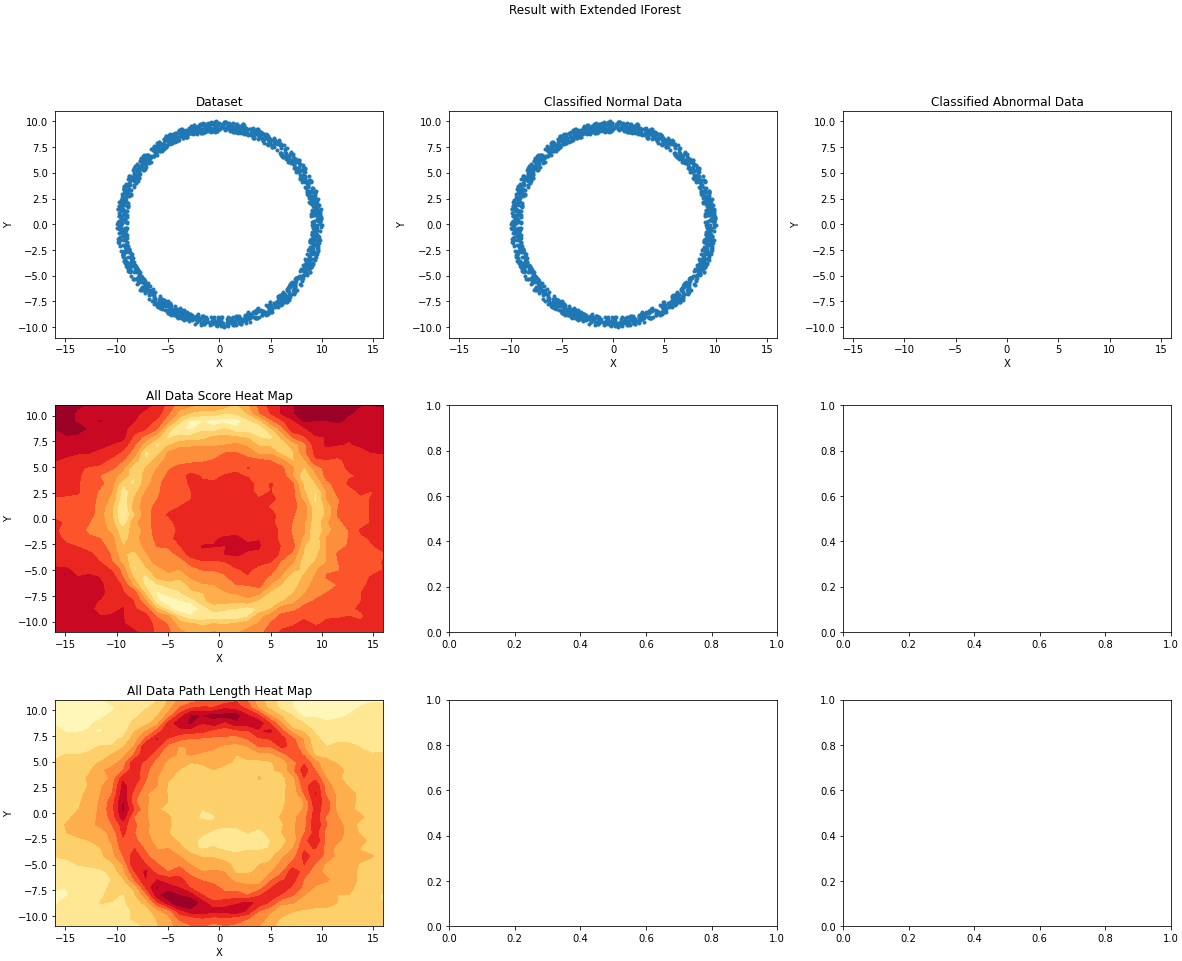 Result with Extended IForest
Dataset
Classified Normal Data
Classified Abnormal Data
10.0
7.5
5.0
2.5
0.0
−2.5
−5.0
−7.5
−10.0
Y
−15 −10 −5 0 5 10 15
X
10.0
7.5
5.0
2.5
0.0
−2.5
−5.0
−7.5
−10.0
Y
−15 −10 −5 0 5 10 15
X
10.0
7.5
5.0
2.5
0.0
−2.5
−5.0
−7.5
−10.0
Y
−15 −10 −5 0 5 10 15
X
All Data Score Heat Map
10.0
7.5
5.0
2.5
0.0
−2.5
−5.0
−7.5
−10.0
Y
−15 −10 −5 0 5 10 15
X
1.0
0.8
0.6
0.4
0.2
0.0
0.0 0.2 0.4 0.6 0.8 1.0
1.0
0.8
0.6
0.4
0.2
0.0
0.0 0.2 0.4 0.6 0.8 1.0
All Data Path Length Heat Map
10.0
7.5
5.0
2.5
0.0
−2.5
−5.0
−7.5
−10.0
Y
−15 −10 −5 0 5 10 15
X
1.0
0.8
0.6
0.4
0.2
0.0
0.0 0.2 0.4 0.6 0.8 1.0
1.0
0.8
0.6
0.4
0.2
0.0
0.0 0.2 0.4 0.6 0.8 1.0